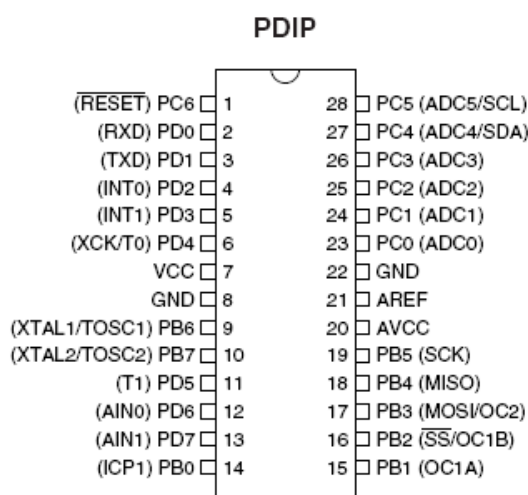 PDIP
(RESET) PC6 1 28 PC5 (ADC5/SCL)
(RXD) PD0 2 27 PC4 (ADC4/SDA)
(TXD) PD1 3 26 PC3 (ADC3)
(INT0) PD2 4 25 PC2 (ADC2)
(INT1) PD3 5 24 PC1 (ADC1)
(XCK/T0) PD4 6 23 PC0 (ADC0)
VCC 7 22 GND
GND 8 21 AREF
(XTAL1/TOSC1) PB6 9 20 AVCC
(XTAL2/TOSC2) PB7 10 19 PB5 (SCK)
(T1) PD5 11 18 PB4 (MISO)
(AIN0) PD6 12 17 PB3 (MOSI/OC2)
(AIN1) PD7 13 16 PB2 (SS/OC1B)
(ICP1) PB0 14 15 PB1 (OC1A)